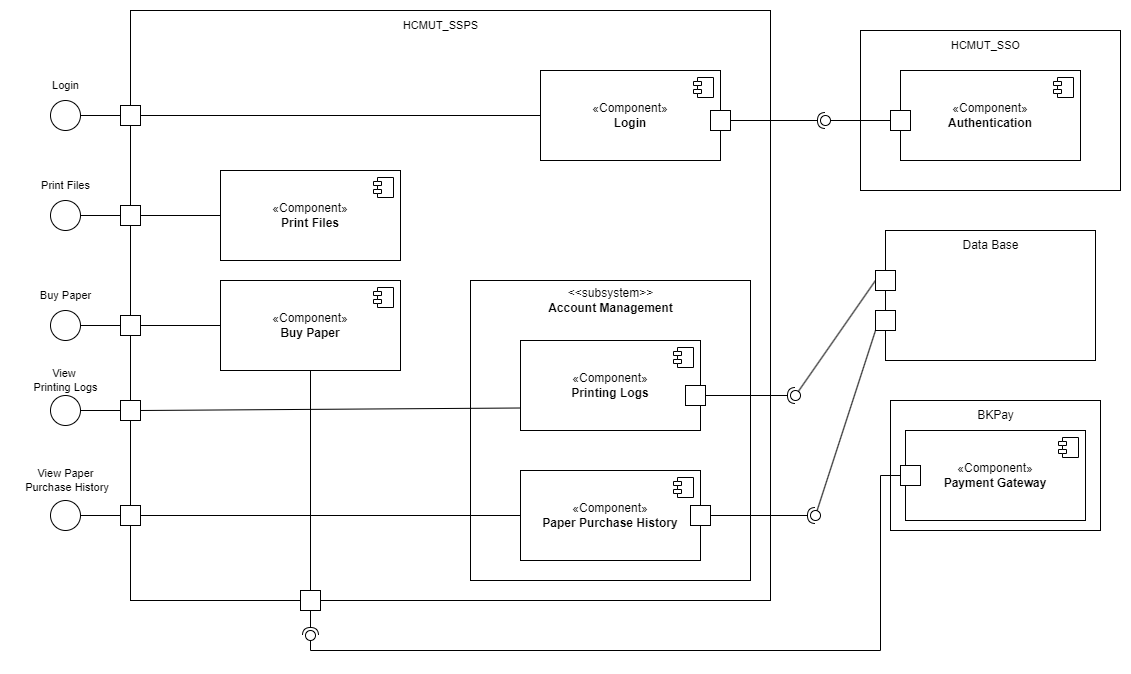 HCMUT_SSPS
HCMUT_SSO
Login
«Component»
Login
«Component»
Authentication
Print Files
«Component»
Print Files
Data Base
Buy Paper
«Component»
Buy Paper
<<subsystem>>
Account Management
View
Printing Logs
«Component»
Printing Logs
BKPay
«Component»
Payment Gateway
View Paper
Purchase History
«Component»
Paper Purchase History